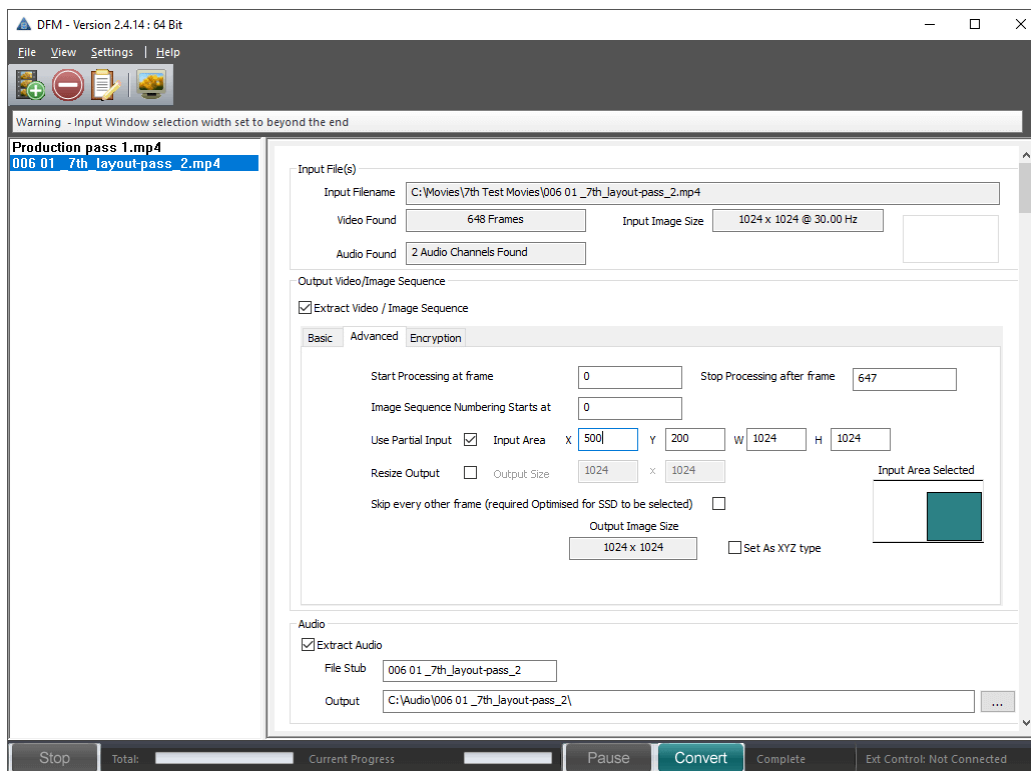 DFM - Version 2.4.14 : 64 Bit
File View Settings | Help
Warning - Input Window selection width set to beyond the end
Production pass 1.mp4
006 01 _7th_layout-pass_2.mp4
Input File(s)
Input Filename C:\Movies\7th Test Movies\006 01 _7th_layout-pass_2.mp4
Video Found 648 Frames Input Image Size 1024 x 1024 @ 30.00 Hz
Audio Found 2 Audio Channels Found
Output Video/Image Sequence
Extract Video / Image Sequence
Basic Advanced Encryption
Start Processing at frame 0 Stop Processing after frame 647
Image Sequence Numbering Starts at 0
Use Partial Input Input Area X 500 Y 200 W 1024 H 1024
Resize Output Output Size 1024 x 1024 Input Area Selected
Skip every other frame (required Optimised for SSD to be selected)
Output Image Size
1024 x 1024 Set As XYZ type
Audio
Extract Audio
File Stub 006 01 _7th_layout-pass_2
Output C:\Audio\006 01 _7th_layout-pass_2\ ...
Stop Total: Current Progress Pause Convert Complete Ext Control: Not Connected